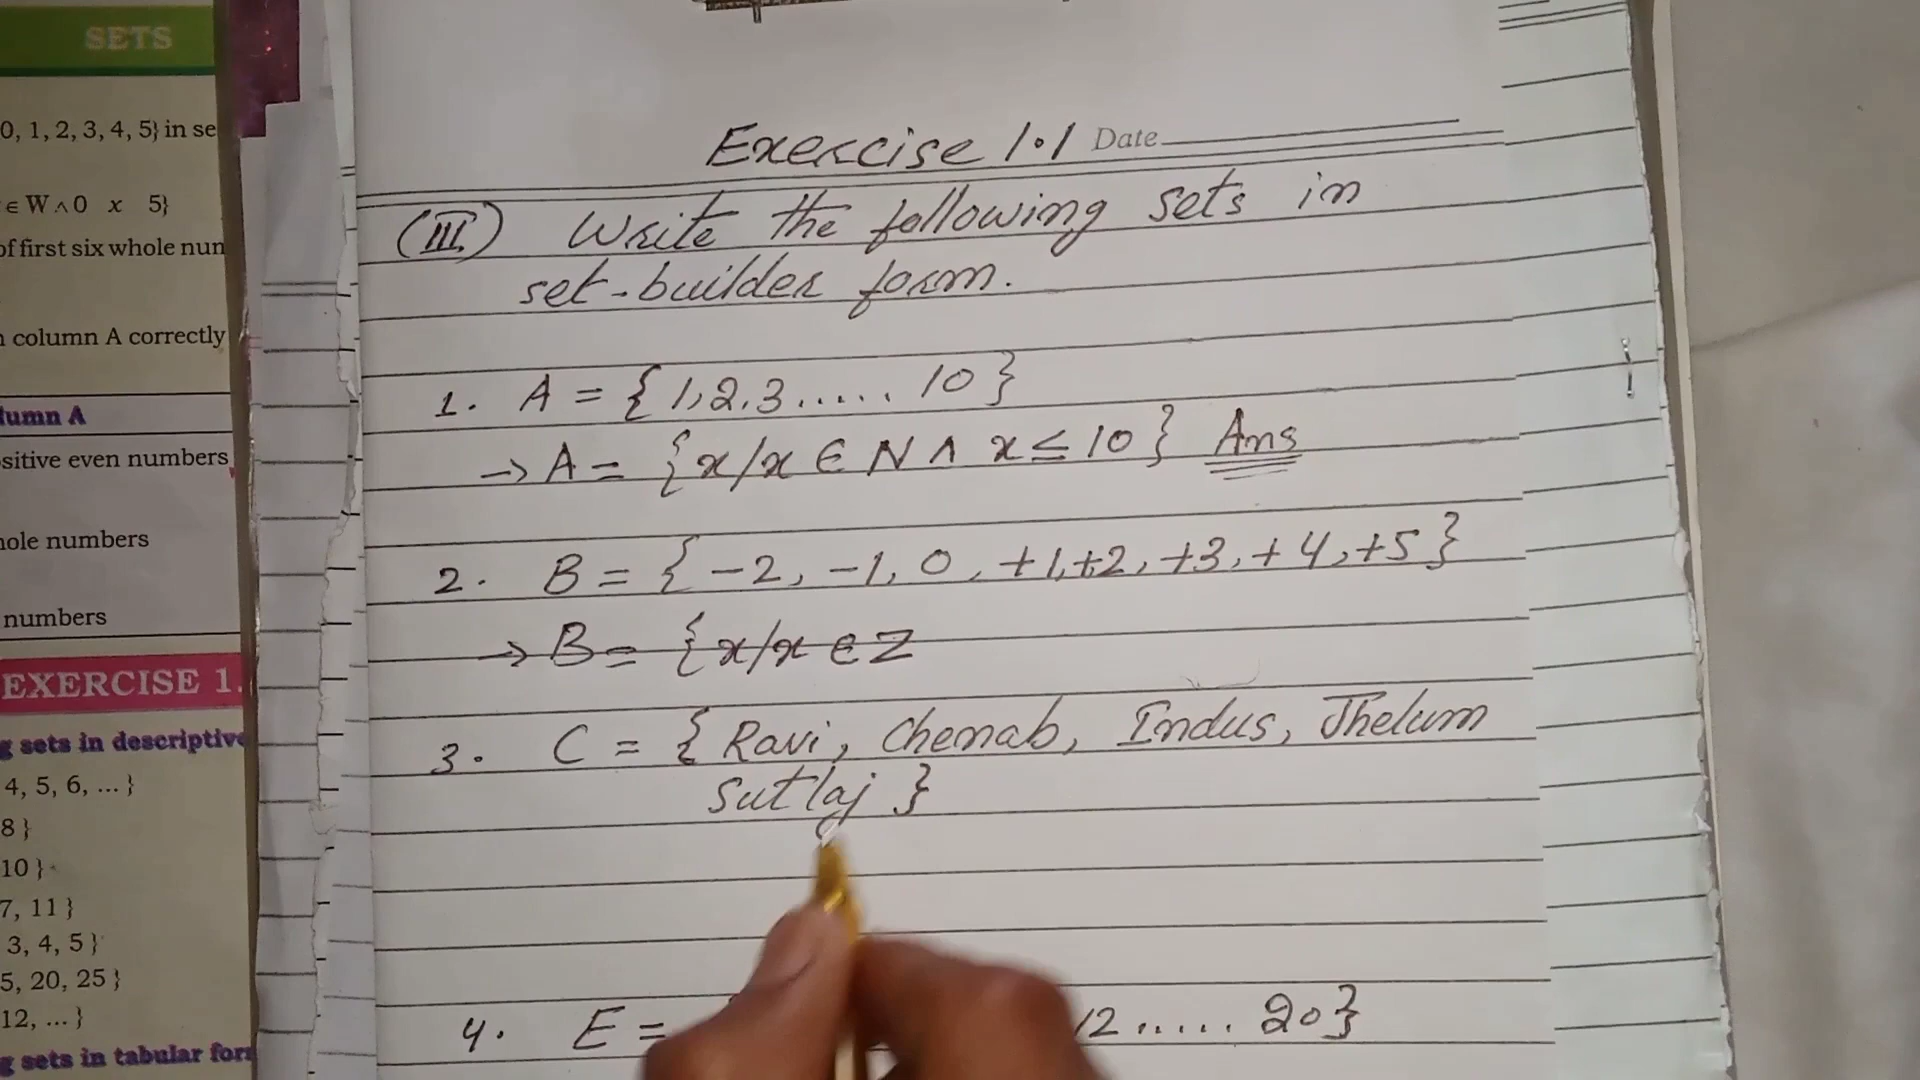 SETS
0, 1, 2, 3, 4, 5} in se
∈ W ∧ 0 x 5}
of first six whole num
column A correctly
umn A
sitive even numbers
ole numbers
numbers
EXERCISE 1.
g sets in descriptive
4, 5, 6, ... }
8 }
10 }
7, 11 }
3, 4, 5 }
5, 20, 25 }
12, ... }
g sets in tabular for
Exercise 1.1 Date
(III) Write the following sets in
set-builder form.
1. A = { 1, 2, 3 ..... 10 }
→ A = { x/x ∈ N ∧ x ≤ 10 } Ans
2. B = { -2, -1, 0, +1, +2, +3, +4, +5 }
→ B = { x/x ∈ Z
3. C = { Ravi, Chenab, Indus, Jhelum
Sutlaj }
4. E = 12 ..... 20 }